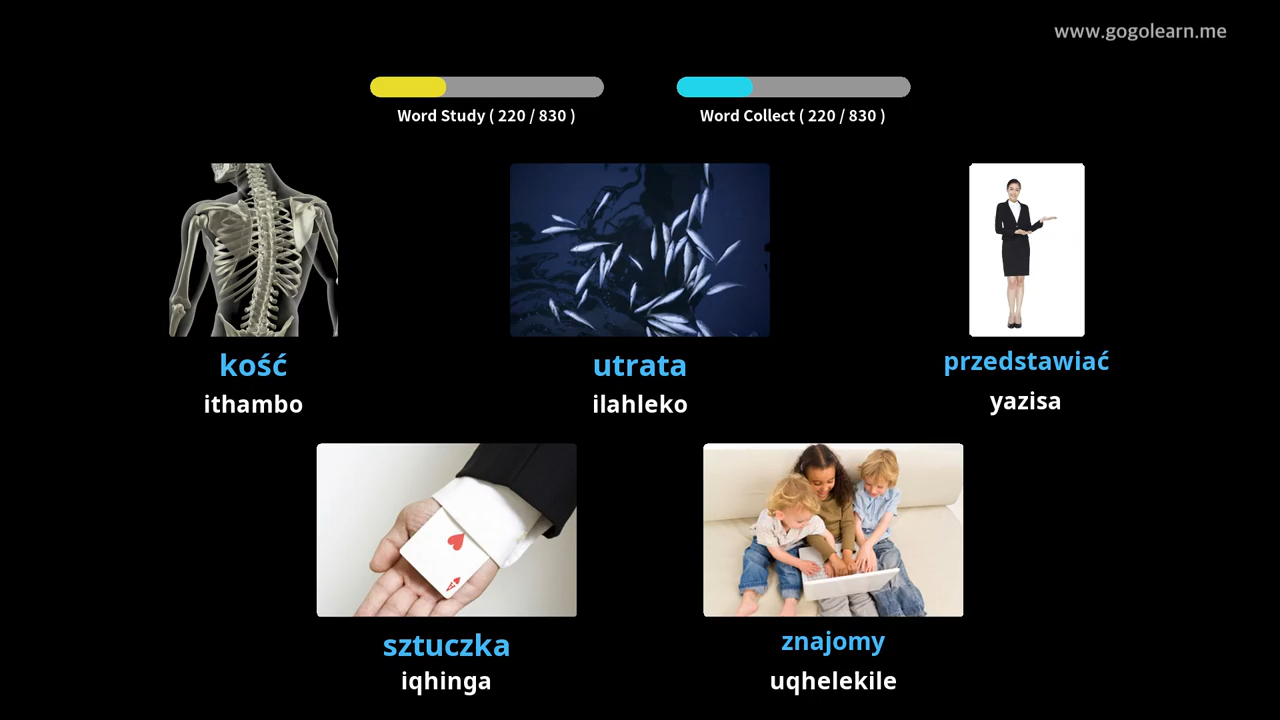 www.gogolearn.me
Word Study ( 220 / 830 )
Word Collect ( 220 / 830 )
kość
ithambo
utrata
ilahleko
przedstawiać
yazisa
sztuczka
iqhinga
znajomy
uqhelekile